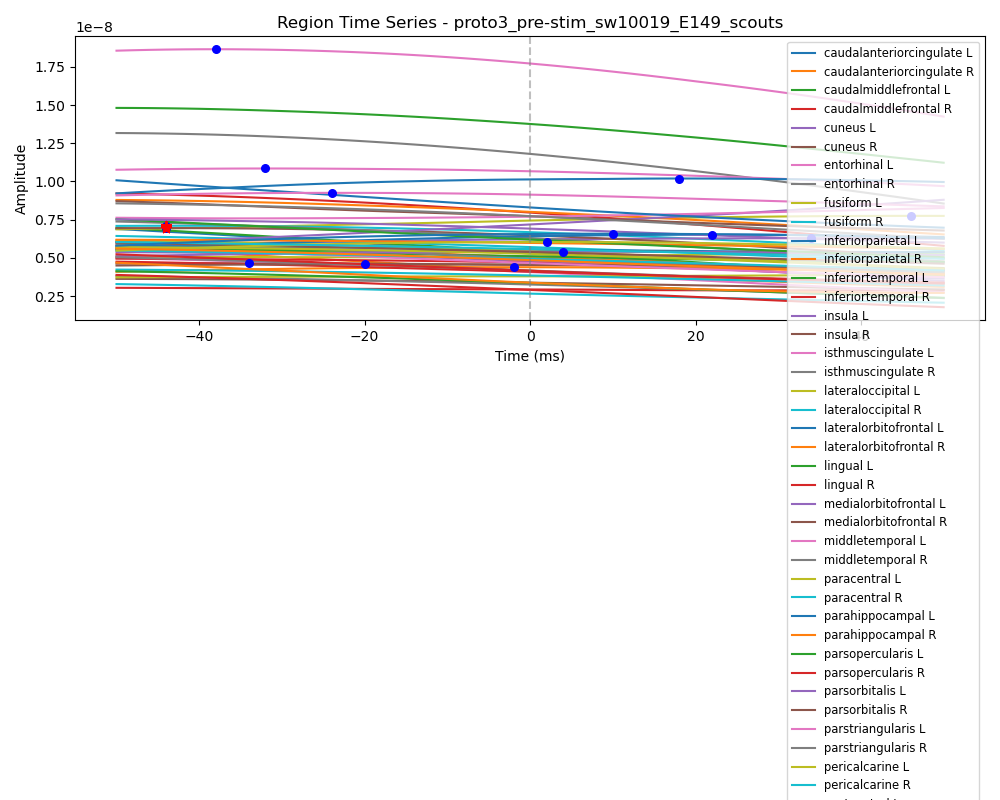 Region Time Series - proto3_pre-stim_sw10019_E149_scouts
1e−8
1.75
1.50
1.25
1.00
0.75
0.50
0.25
Amplitude
−40
−20
0
20
40
Time (ms)
caudalanteriorcingulate L
caudalanteriorcingulate R
caudalmiddlefrontal L
caudalmiddlefrontal R
cuneus L
cuneus R
entorhinal L
entorhinal R
fusiform L
fusiform R
inferiorparietal L
inferiorparietal R
inferiortemporal L
inferiortemporal R
insula L
insula R
isthmuscingulate L
isthmuscingulate R
lateraloccipital L
lateraloccipital R
lateralorbitofrontal L
lateralorbitofrontal R
lingual L
lingual R
medialorbitofrontal L
medialorbitofrontal R
middletemporal L
middletemporal R
paracentral L
paracentral R
parahippocampal L
parahippocampal R
parsopercularis L
parsopercularis R
parsorbitalis L
parsorbitalis R
parstriangularis L
parstriangularis R
pericalcarine L
pericalcarine R